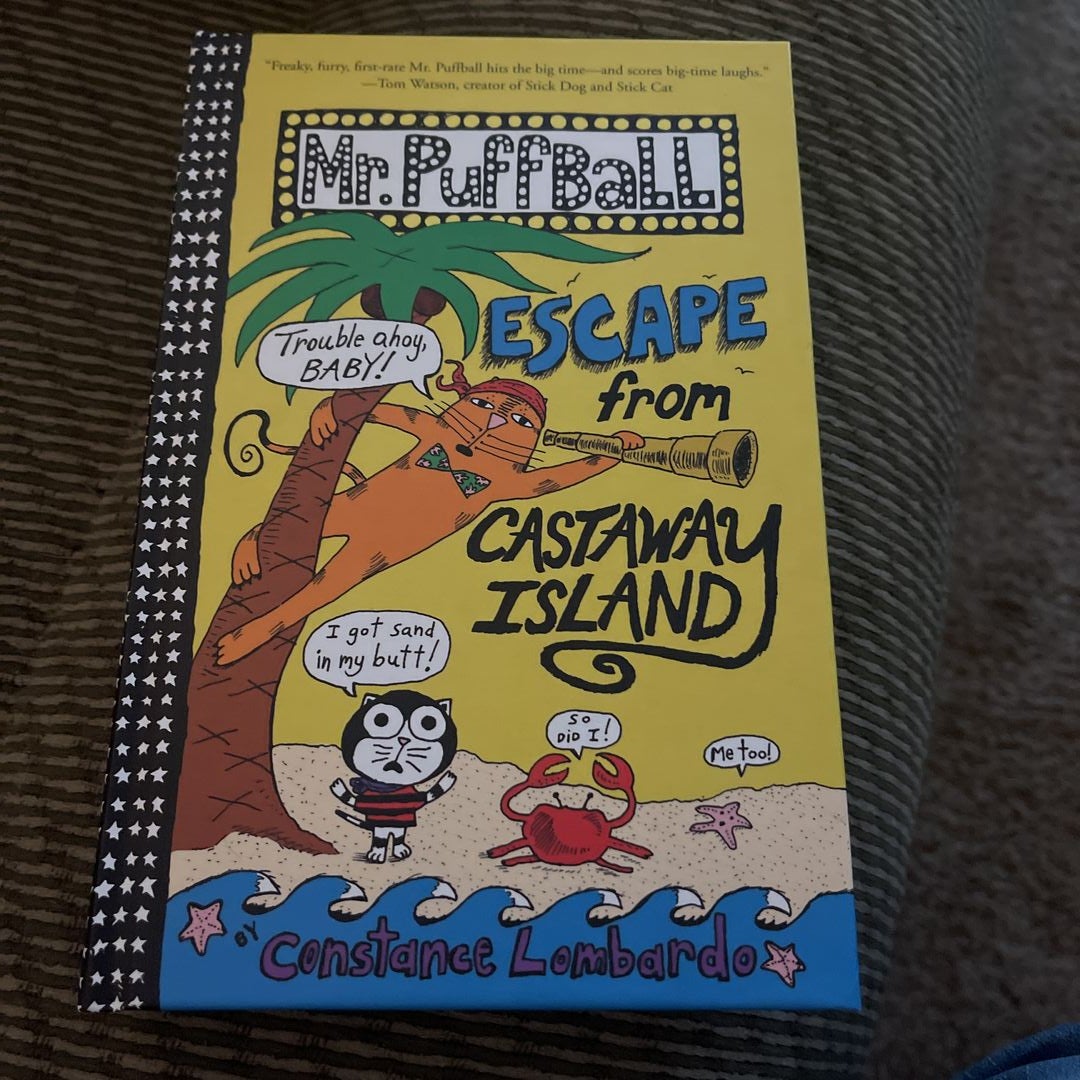 "Freaky, furry, first-rate Mr. Puffball hits the big time—and scores big-time laughs."
—Tom Watson, creator of Stick Dog and Stick Cat
Mr. PuffBaLL
Trouble ahoy,
BABY!
ESCAPE
from
CASTAWAY
ISLAND
I got sand
in my butt!
So
DID I!
Me too!
BY Constance Lombardo